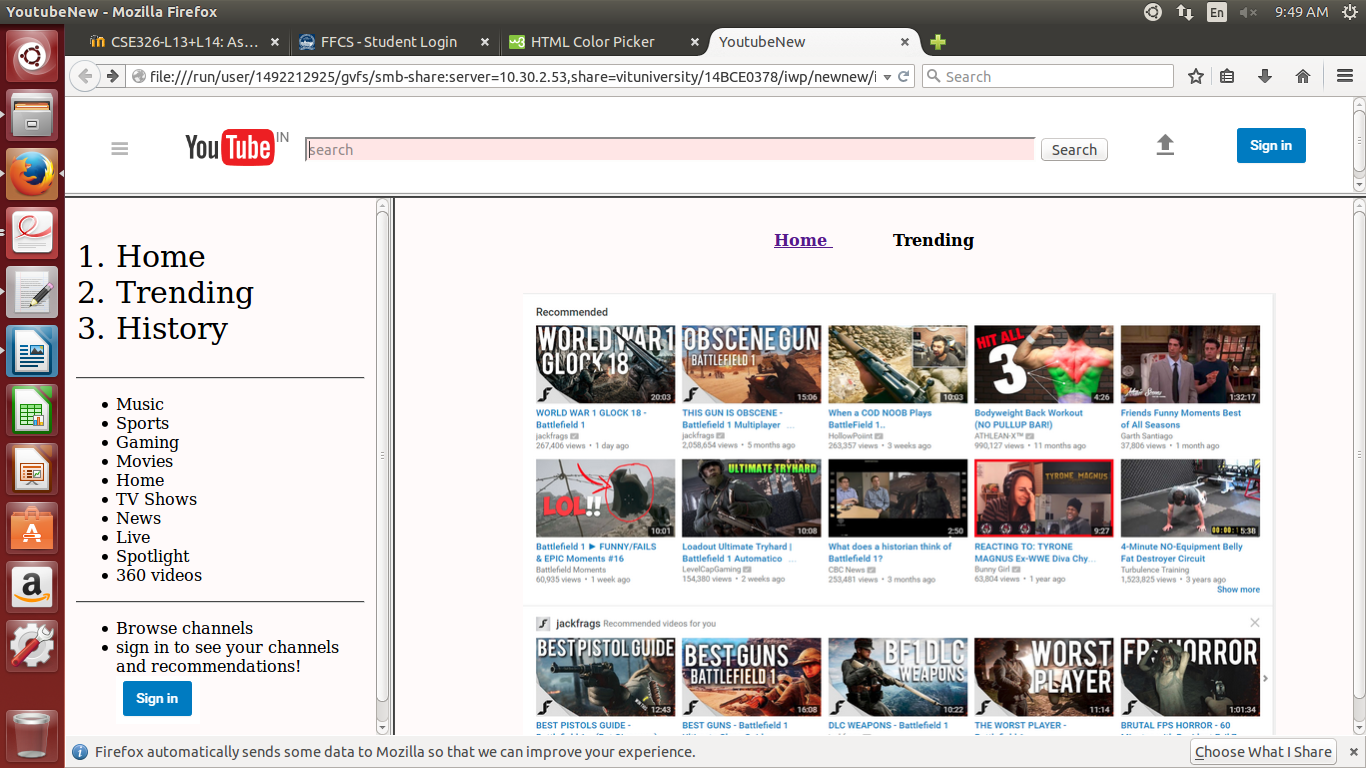 YoutubeNew - Mozilla Firefox
En
9:49 AM
CSE326-L13+L14: As...
FFCS - Student Login
HTML Color Picker
YoutubeNew
file:///run/user/1492212925/gvfs/smb-share:server=10.30.2.53,share=vituniversity/14BCE0378/iwp/newnew/i
Search
YouTube IN
search
Search
Sign in
1. Home
2. Trending
3. History
Music
Sports
Gaming
Movies
Home
TV Shows
News
Live
Spotlight
360 videos
Browse channels
sign in to see your channels
and recommendations!
Sign in
Home Trending
Recommended
WORLD WAR 1
GLOCK 18
20:03
OBSCENE GUN
BATTLEFIELD 1
15:06
10:03
HIT ALL
3
4:26
1:32:17
WORLD WAR 1 GLOCK 18 -
Battlefield 1
jackfrags
267,406 views • 1 day ago
THIS GUN IS OBSCENE -
Battlefield 1 Multiplayer ...
jackfrags
2,058,654 views • 5 months ago
When a COD NOOB Plays
BattleField 1..
HollowPoint
263,357 views • 3 weeks ago
Bodyweight Back Workout
(NO PULLUP BAR!)
ATHLEAN-X™
990,127 views • 11 months ago
Friends Funny Moments Best
of All Seasons
Garth Santiago
37,806 views • 1 month ago
LOL!!
10:01
ULTIMATE TRYHARD
10:08
2:50
TYRONE MAGNUS
9:27
00:00:1
5:38
Battlefield 1 ► FUNNY/FAILS
& EPIC Moments #16
Battlefield Moments
60,935 views • 1 week ago
Loadout Ultimate Tryhard |
Battlefield 1 Automatico ...
LevelCapGaming
154,380 views • 2 weeks ago
What does a historian think of
Battlefield 1?
CBC News
253,481 views • 3 months ago
REACTING TO: TYRONE
MAGNUS Ex-WWE Diva Chy...
Bunny Girl
63,804 views • 1 year ago
4-Minute NO-Equipment Belly
Fat Destroyer Circuit
Turbulence Training
1,523,825 views • 3 years ago
Show more
jackfrags Recommended videos for you
BEST PISTOL GUIDE
12:43
BEST GUNS
BATTLEFIELD 1
16:08
BF1 DLC
WEAPONS
10:22
WORST
PLAYER
11:14
FPS HORROR
1:01:34
BEST PISTOLS GUIDE -
BEST GUNS - Battlefield 1
DLC WEAPONS - Battlefield 1
THE WORST PLAYER -
BRUTAL FPS HORROR - 60
Firefox automatically sends some data to Mozilla so that we can improve your experience.
Choose What I Share